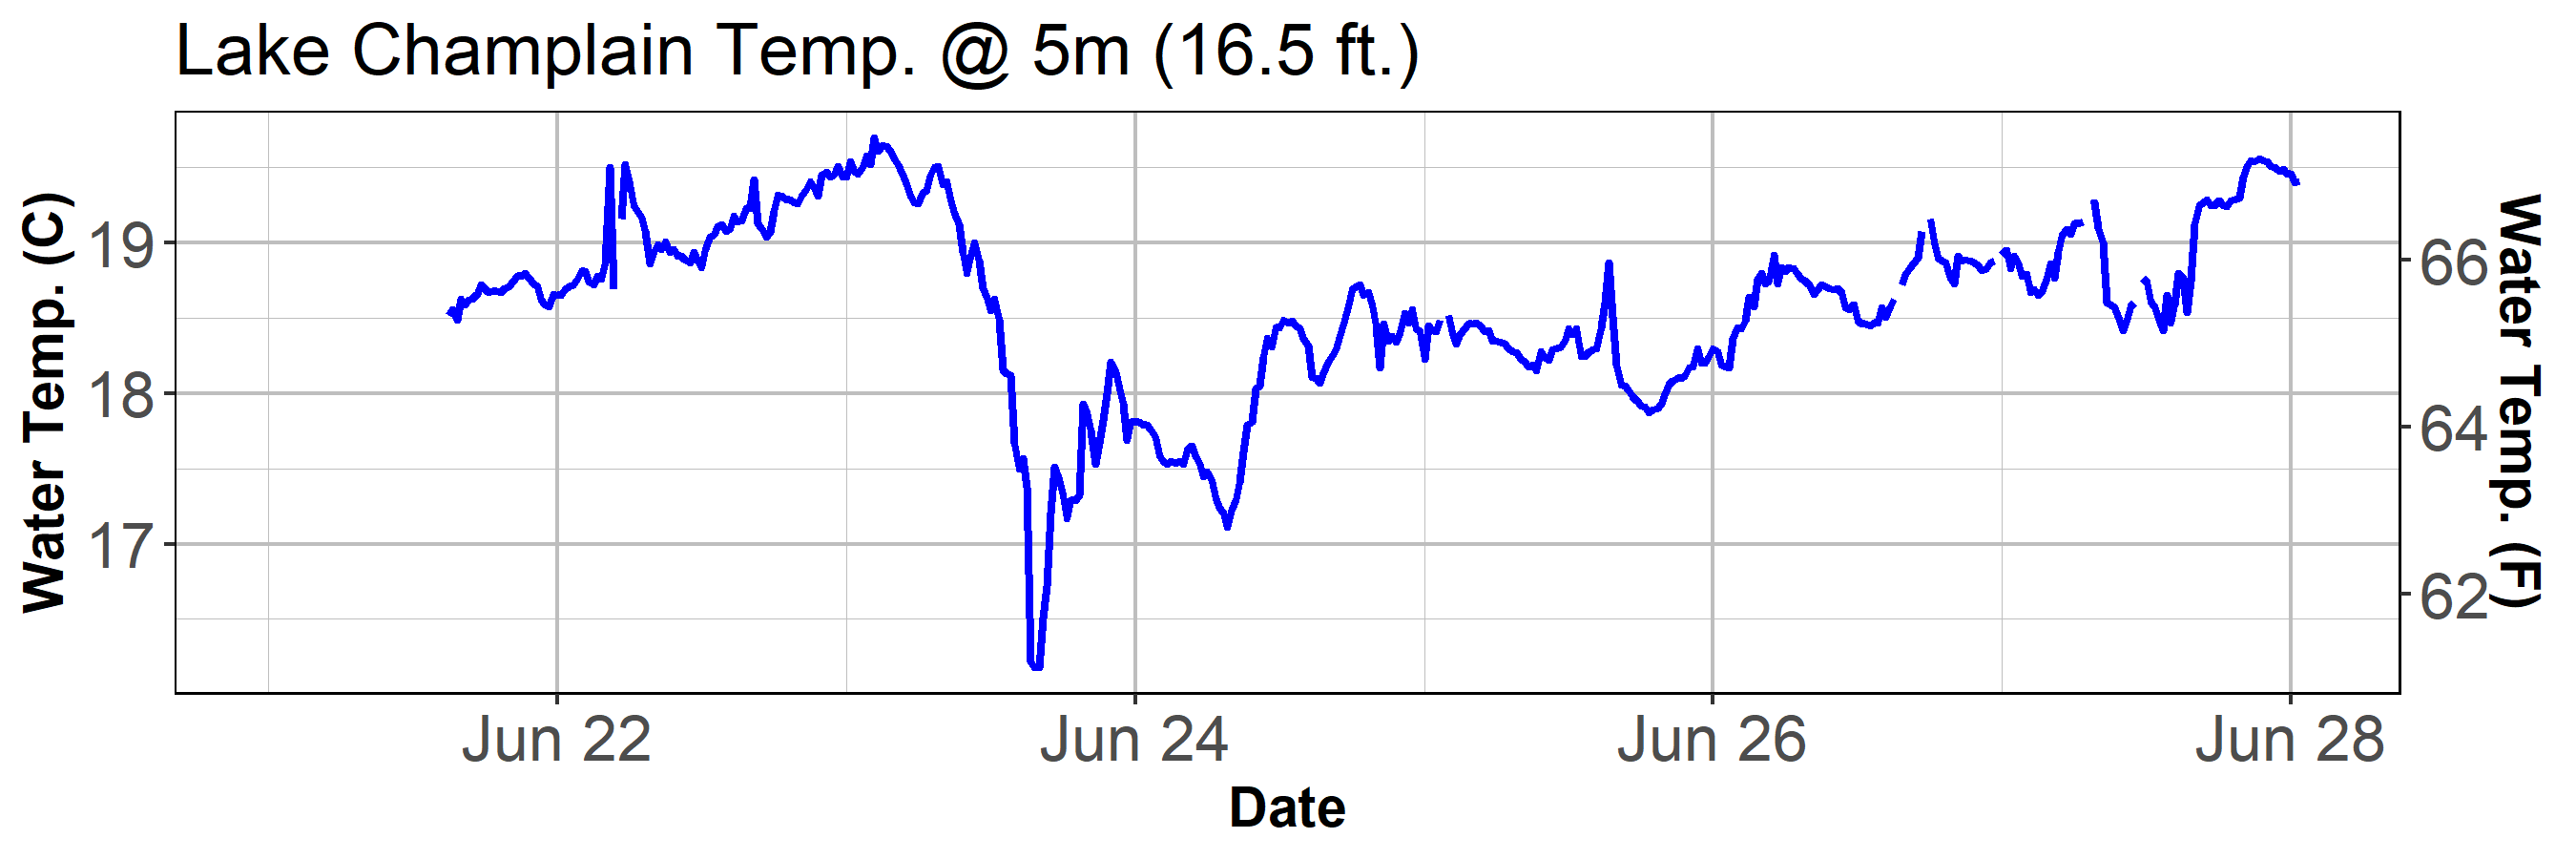 Lake Champlain Temp. @ 5m (16.5 ft.)
Water Temp. (C)
19
18
17
66
64
62
Water Temp. (F)
Jun 22
Jun 24
Jun 26
Jun 28
Date